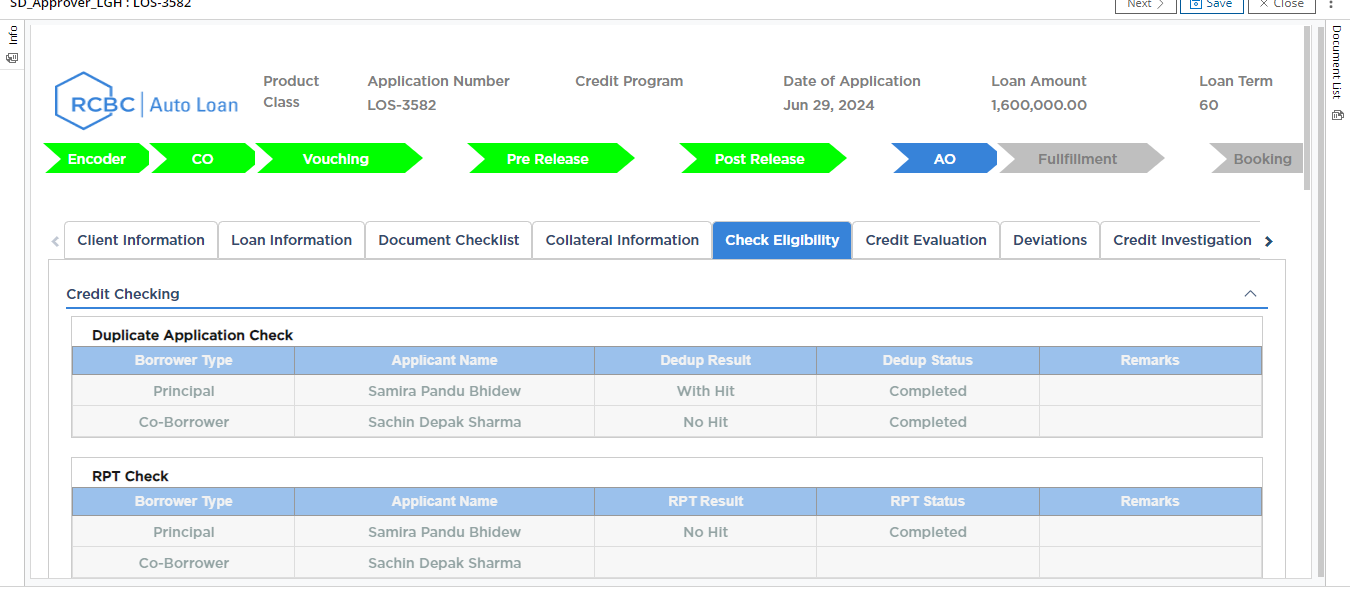 SD_Approver_LGH : LOS-3582
Next
Save
Close
Info
Document List
RCBC | Auto Loan
Product Class
Application Number
LOS-3582
Credit Program
Date of Application
Jun 29, 2024
Loan Amount
1,600,000.00
Loan Term
60
Encoder
CO
Vouching
Pre Release
Post Release
AO
Fullfillment
Booking
Client Information
Loan Information
Document Checklist
Collateral Information
Check Eligibility
Credit Evaluation
Deviations
Credit Investigation
Credit Checking
Duplicate Application Check
Borrower Type Applicant Name Dedup Result Dedup Status Remarks
Principal Samira Pandu Bhidew With Hit Completed
Co-Borrower Sachin Depak Sharma No Hit Completed
RPT Check
Borrower Type Applicant Name RPT Result RPT Status Remarks
Principal Samira Pandu Bhidew No Hit Completed
Co-Borrower Sachin Depak Sharma